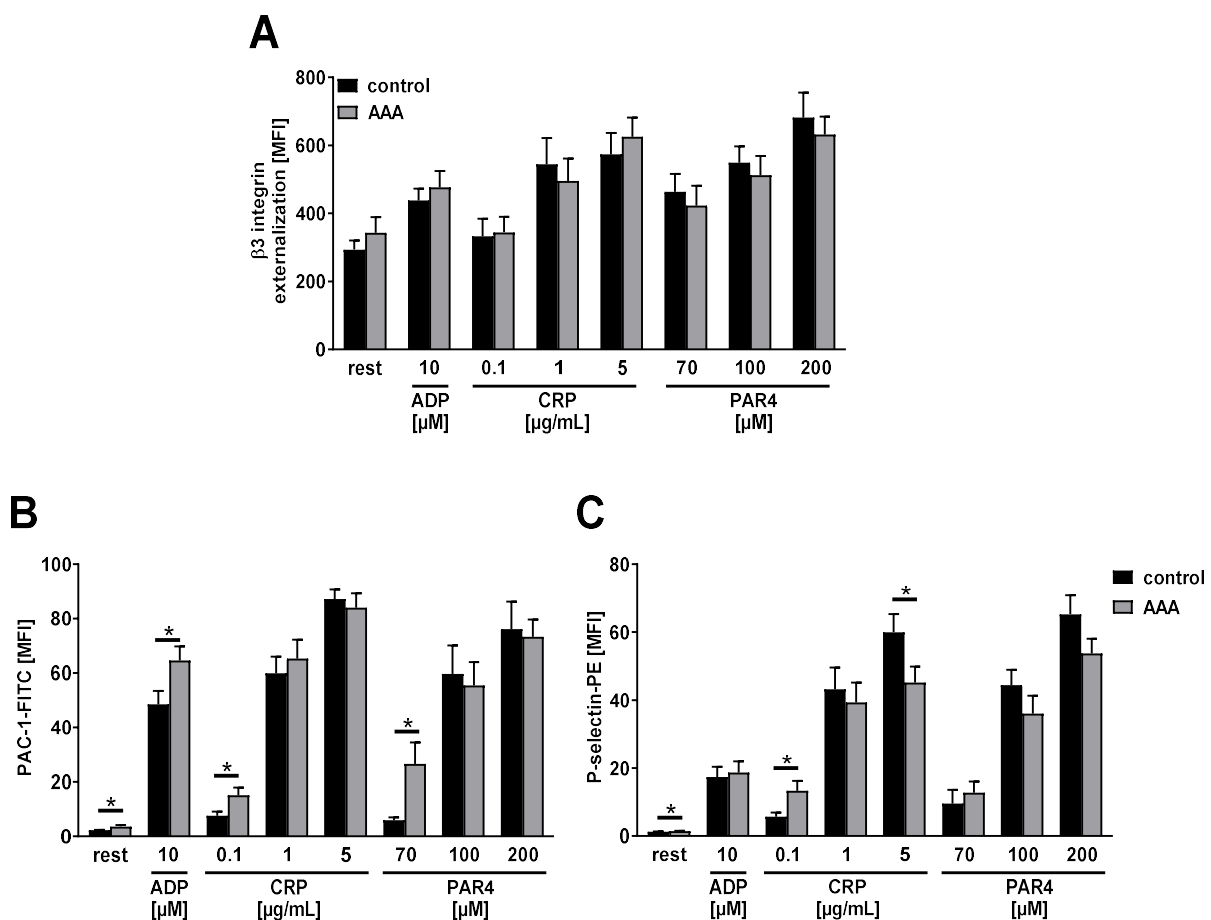 A
β3 integrin
externalization [MFI]
800
600
400
200
0
control
AAA
rest 10 0.1 1 5 70 100 200
ADP CRP PAR4
[µM] [µg/mL] [µM]
B
PAC-1-FITC [MFI]
100
80
60
40
20
0
* * * *
rest 10 0.1 1 5 70 100 200
ADP CRP PAR4
[µM] [µg/mL] [µM]
C
P-selectin-PE [MFI]
80
60
40
20
0
* * *
control
AAA
rest 10 0.1 1 5 70 100 200
ADP CRP PAR4
[µM] [µg/mL] [µM]